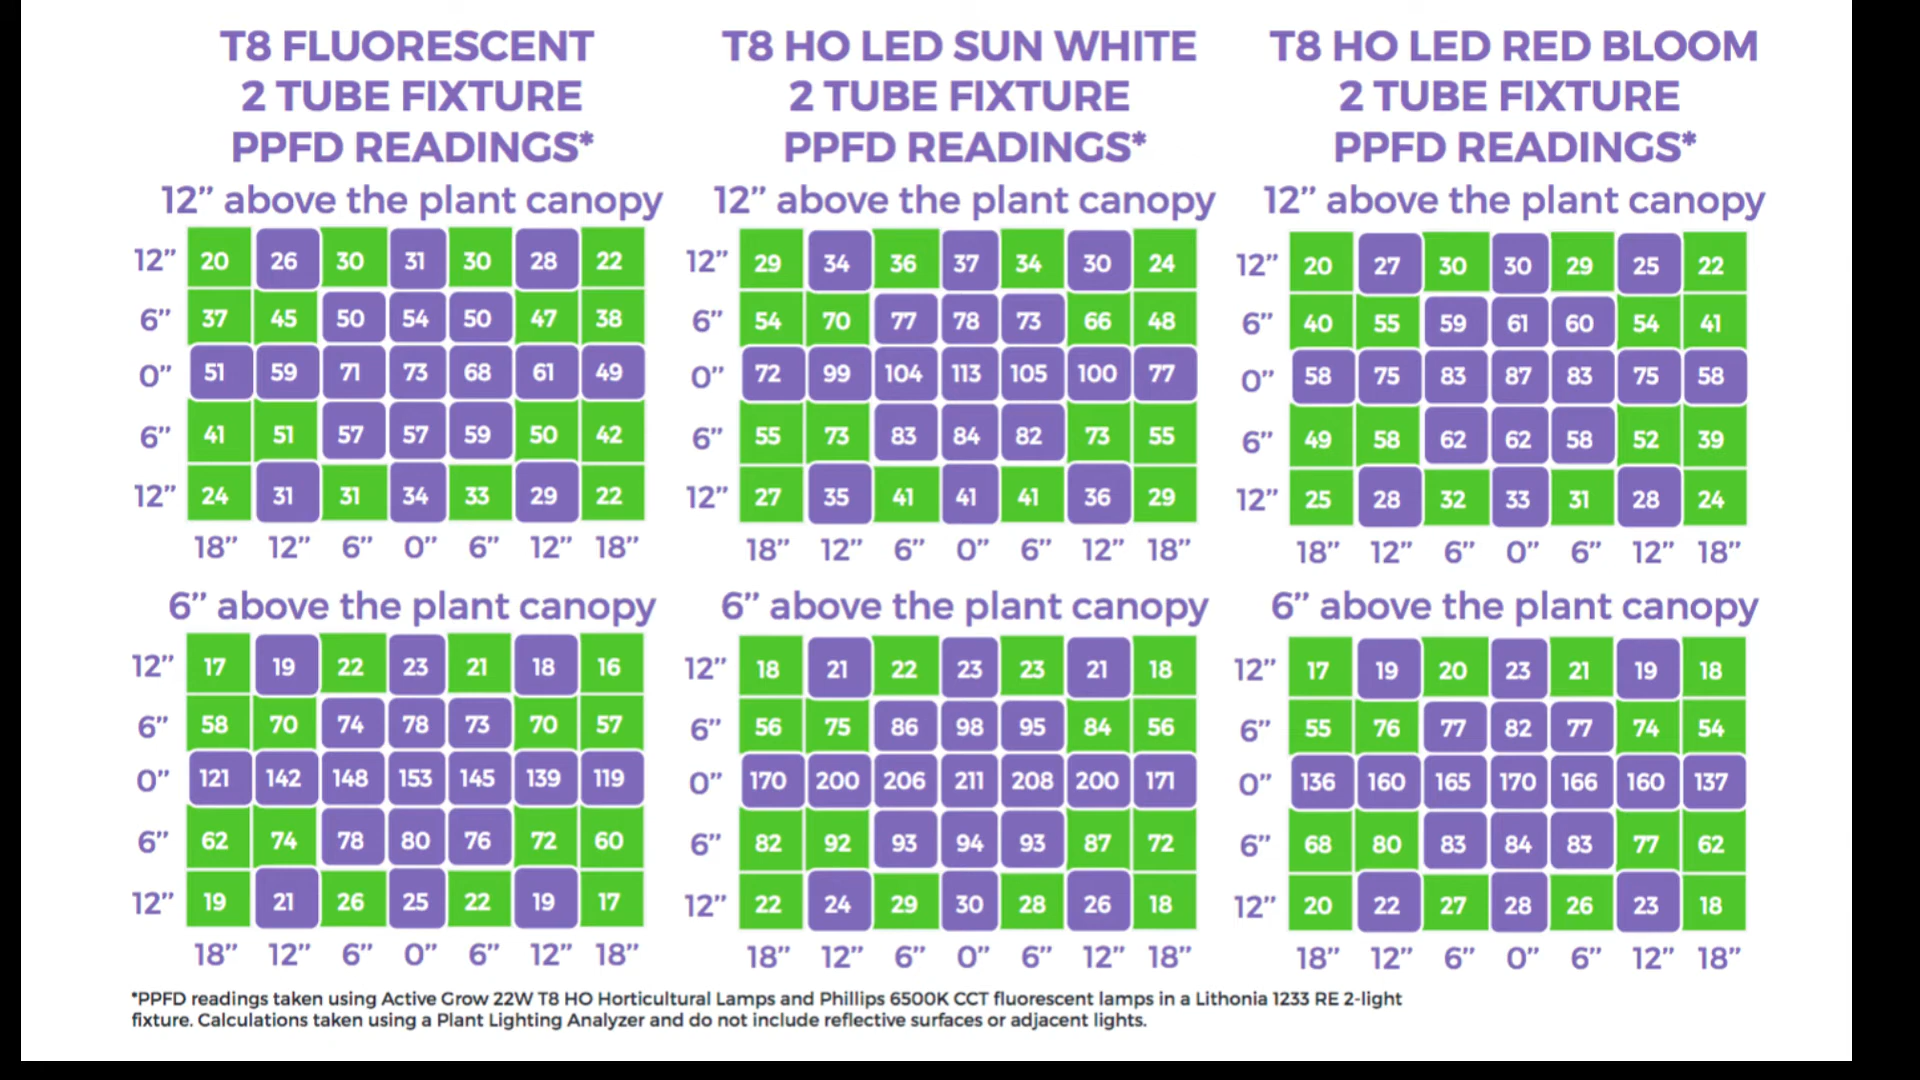 T8 FLUORESCENT
2 TUBE FIXTURE
PPFD READINGS*
12” above the plant canopy
12” 20 26 30 31 30 28 22
6” 37 45 50 54 50 47 38
0” 51 59 71 73 68 61 49
6” 41 51 57 57 59 50 42
12” 24 31 31 34 33 29 22
18” 12” 6” 0” 6” 12” 18”
6” above the plant canopy
12” 17 19 22 23 21 18 16
6” 58 70 74 78 73 70 57
0” 121 142 148 153 145 139 119
6” 62 74 78 80 76 72 60
12” 19 21 26 25 22 19 17
18” 12” 6” 0” 6” 12” 18”
T8 HO LED SUN WHITE
2 TUBE FIXTURE
PPFD READINGS*
12” above the plant canopy
12” 29 34 36 37 34 30 24
6” 54 70 77 78 73 66 48
0” 72 99 104 113 105 100 77
6” 55 73 83 84 82 73 55
12” 27 35 41 41 41 36 29
18” 12” 6” 0” 6” 12” 18”
6” above the plant canopy
12” 18 21 22 23 23 21 18
6” 56 75 86 98 95 84 56
0” 170 200 206 211 208 200 171
6” 82 92 93 94 93 87 72
12” 22 24 29 30 28 26 18
18” 12” 6” 0” 6” 12” 18”
T8 HO LED RED BLOOM
2 TUBE FIXTURE
PPFD READINGS*
12” above the plant canopy
12” 20 27 30 30 29 25 22
6” 40 55 59 61 60 54 41
0” 58 75 83 87 83 75 58
6” 49 58 62 62 58 52 39
12” 25 28 32 33 31 28 24
18” 12” 6” 0” 6” 12” 18”
6” above the plant canopy
12” 17 19 20 23 21 19 18
6” 55 76 77 82 77 74 54
0” 136 160 165 170 166 160 137
6” 68 80 83 84 83 77 62
12” 20 22 27 28 26 23 18
18” 12” 6” 0” 6” 12” 18”
*PPFD readings taken using Active Grow 22W T8 HO Horticultural Lamps and Phillips 6500K CCT fluorescent lamps in a Lithonia 1233 RE 2-light
fixture. Calculations taken using a Plant Lighting Analyzer and do not include reflective surfaces or adjacent lights.